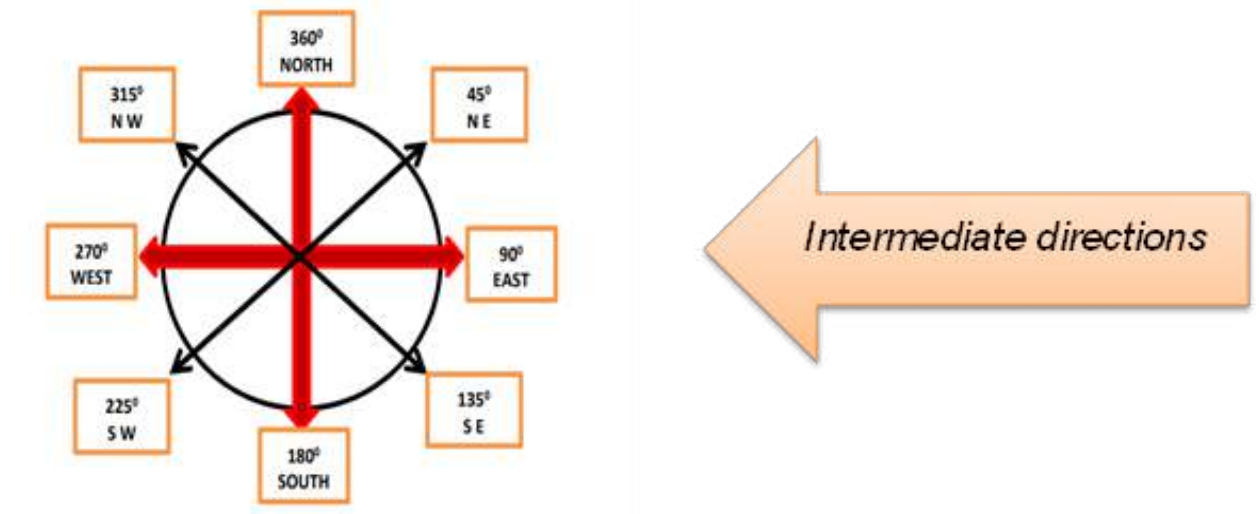 360⁰
NORTH
315⁰
N W
45⁰
N E
270⁰
WEST
90⁰
EAST
Intermediate directions
225⁰
S W
135⁰
S E
180⁰
SOUTH